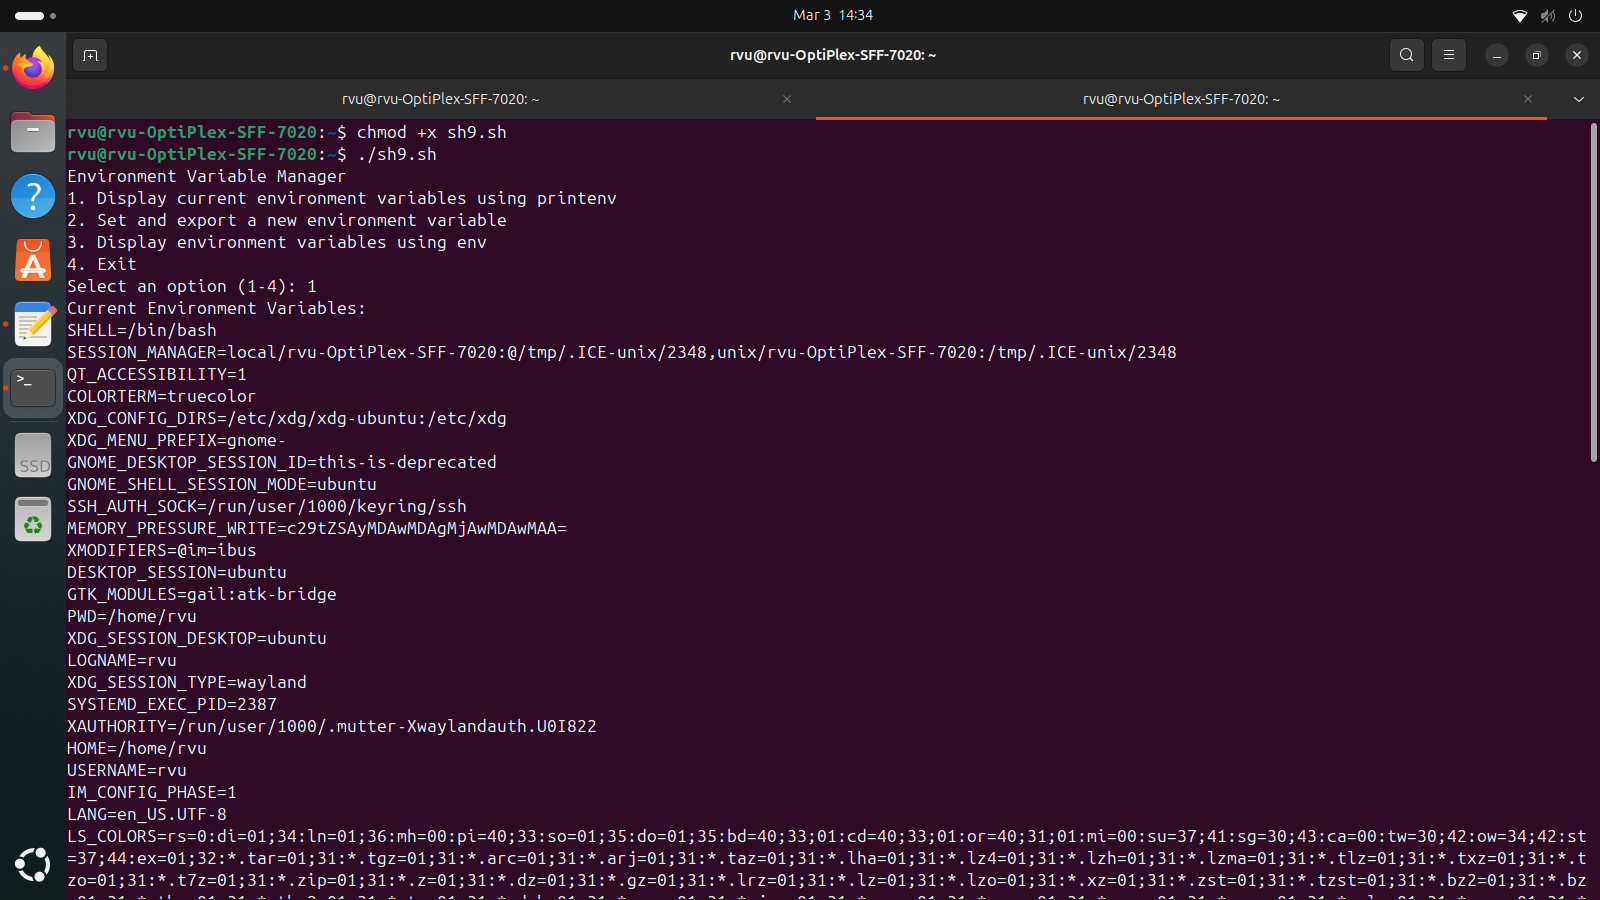 Mar 3 14:34
rvu@rvu-OptiPlex-SFF-7020: ~
rvu@rvu-OptiPlex-SFF-7020: ~
rvu@rvu-OptiPlex-SFF-7020: ~
rvu@rvu-OptiPlex-SFF-7020:~$ chmod +x sh9.sh
rvu@rvu-OptiPlex-SFF-7020:~$ ./sh9.sh
Environment Variable Manager
1. Display current environment variables using printenv
2. Set and export a new environment variable
3. Display environment variables using env
4. Exit
Select an option (1-4): 1
Current Environment Variables:
SHELL=/bin/bash
SESSION_MANAGER=local/rvu-OptiPlex-SFF-7020:@/tmp/.ICE-unix/2348,unix/rvu-OptiPlex-SFF-7020:/tmp/.ICE-unix/2348
QT_ACCESSIBILITY=1
COLORTERM=truecolor
XDG_CONFIG_DIRS=/etc/xdg/xdg-ubuntu:/etc/xdg
XDG_MENU_PREFIX=gnome-
GNOME_DESKTOP_SESSION_ID=this-is-deprecated
GNOME_SHELL_SESSION_MODE=ubuntu
SSH_AUTH_SOCK=/run/user/1000/keyring/ssh
MEMORY_PRESSURE_WRITE=c29tZSAyMDAwMDAgMjAwMDAwMAA=
XMODIFIERS=@im=ibus
DESKTOP_SESSION=ubuntu
GTK_MODULES=gail:atk-bridge
PWD=/home/rvu
XDG_SESSION_DESKTOP=ubuntu
LOGNAME=rvu
XDG_SESSION_TYPE=wayland
SYSTEMD_EXEC_PID=2387
XAUTHORITY=/run/user/1000/.mutter-Xwaylandauth.U0I822
HOME=/home/rvu
USERNAME=rvu
IM_CONFIG_PHASE=1
LANG=en_US.UTF-8
LS_COLORS=rs=0:di=01;34:ln=01;36:mh=00:pi=40;33:so=01;35:do=01;35:bd=40;33;01:cd=40;33;01:or=40;31;01:mi=00:su=37;41:sg=30;43:ca=00:tw=30;42:ow=34;42:st
=37;44:ex=01;32:*.tar=01;31:*.tgz=01;31:*.arc=01;31:*.arj=01;31:*.taz=01;31:*.lha=01;31:*.lz4=01;31:*.lzh=01;31:*.lzma=01;31:*.tlz=01;31:*.txz=01;31:*.t
zo=01;31:*.t7z=01;31:*.zip=01;31:*.z=01;31:*.dz=01;31:*.gz=01;31:*.lrz=01;31:*.lz=01;31:*.lzo=01;31:*.xz=01;31:*.zst=01;31:*.tzst=01;31:*.bz2=01;31:*.bz
SSD